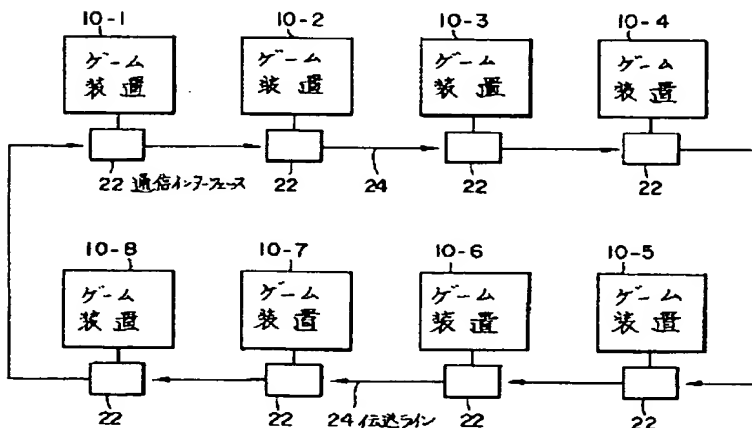 10-1 10-2 10-3 10-4
ゲーム ゲーム ゲーム ゲーム
装置 装置 装置 装置
22 通信インターフェース 22 24 22 22
10-8 10-7 10-6 10-5
ゲーム ゲーム ゲーム ゲーム
装置 装置 装置 装置
22 22 24 伝送ライン 22 22